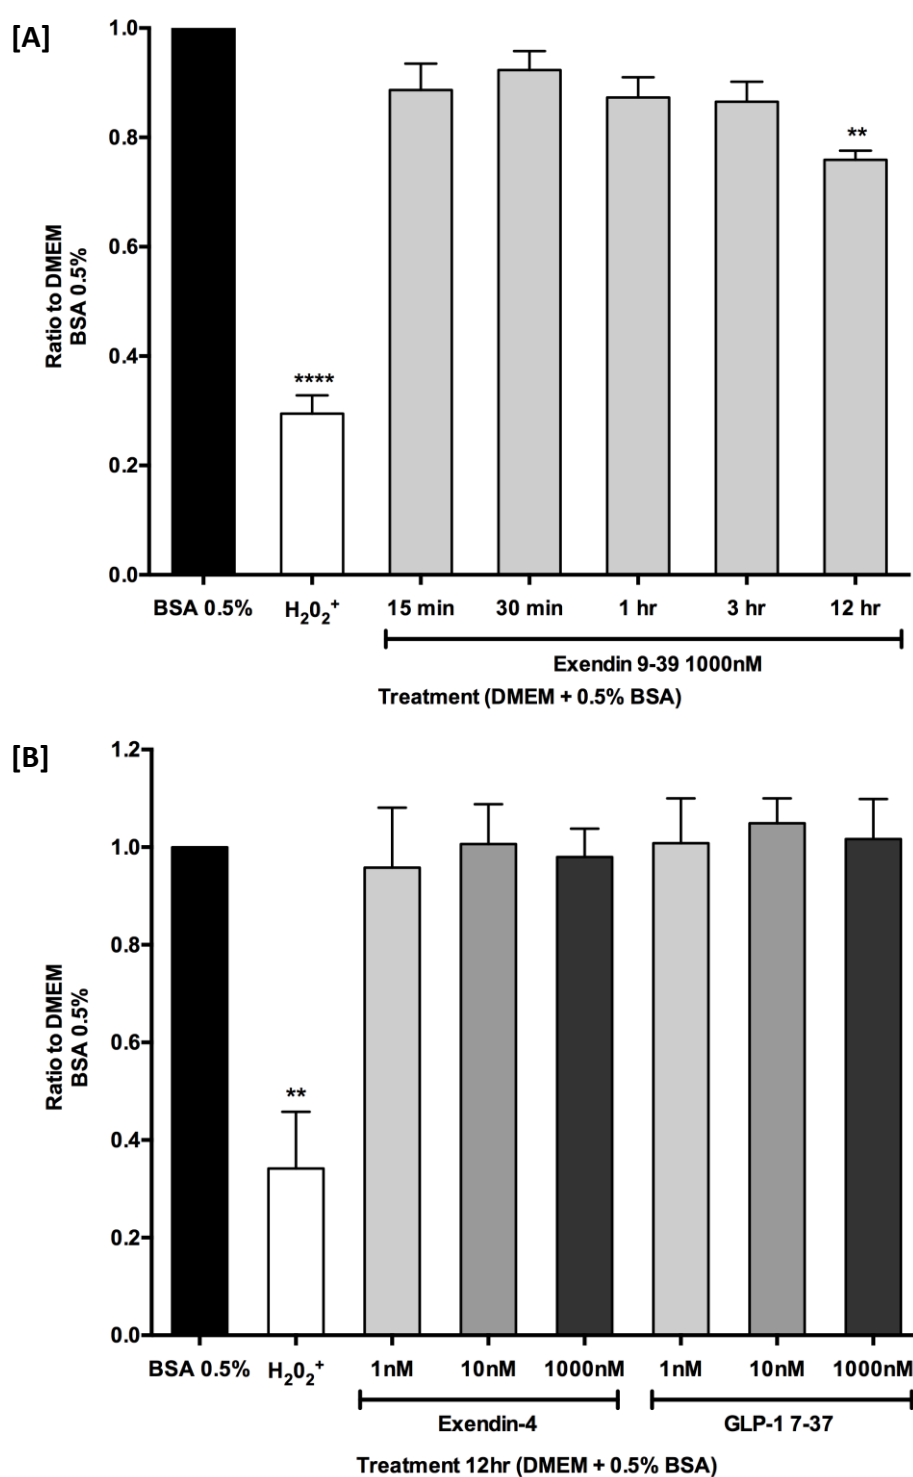 [A]
1.0
0.8
0.6
0.4
0.2
0.0
Ratio to DMEM
BSA 0.5%
****
**
BSA 0.5% H₂0₂⁺ 15 min 30 min 1 hr 3 hr 12 hr
Exendin 9-39 1000nM
Treatment (DMEM + 0.5% BSA)
[B]
1.2
1.0
0.8
0.6
0.4
0.2
0.0
Ratio to DMEM
BSA 0.5%
**
BSA 0.5% H₂0₂⁺ 1nM 10nM 1000nM 1nM 10nM 1000nM
Exendin-4 GLP-1 7-37
Treatment 12hr (DMEM + 0.5% BSA)